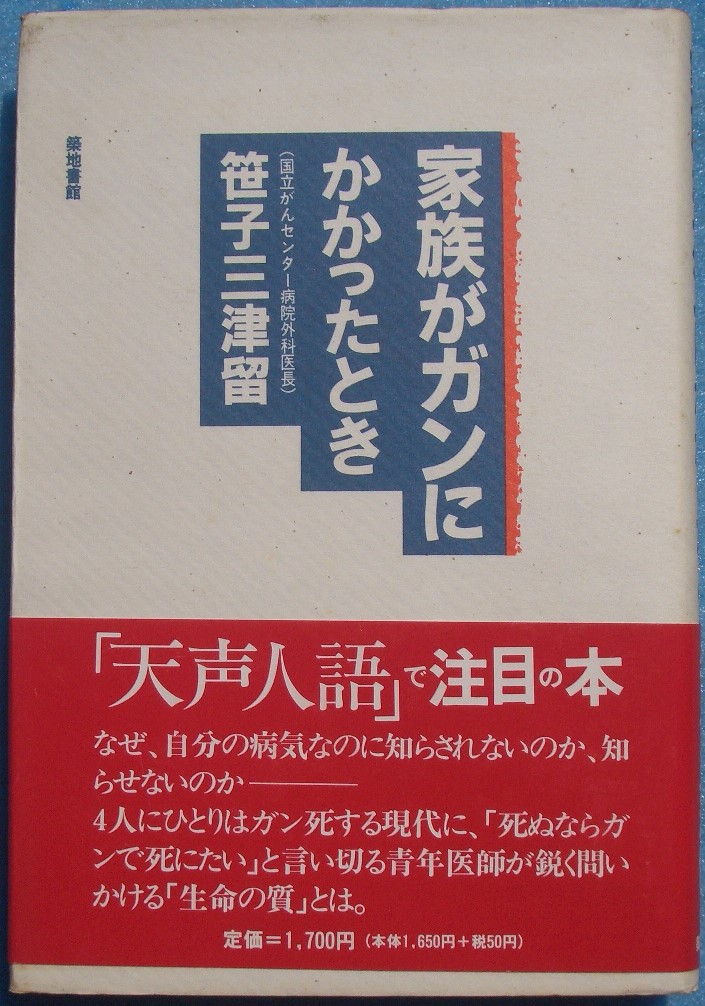 家族がガンに
かかったとき
（国立がんセンター病院外科医長）
笹子三津留
築地書館
「天声人語」で注目の本
なぜ、自分の病気なのに知らされないのか、知
らせないのか――――
4人にひとりはガン死する現代に、「死ぬならガ
ンで死にたい」と言い切る青年医師が鋭く問い
かける「生命の質」とは。
定価=1,700円（本体1,650円+税50円）